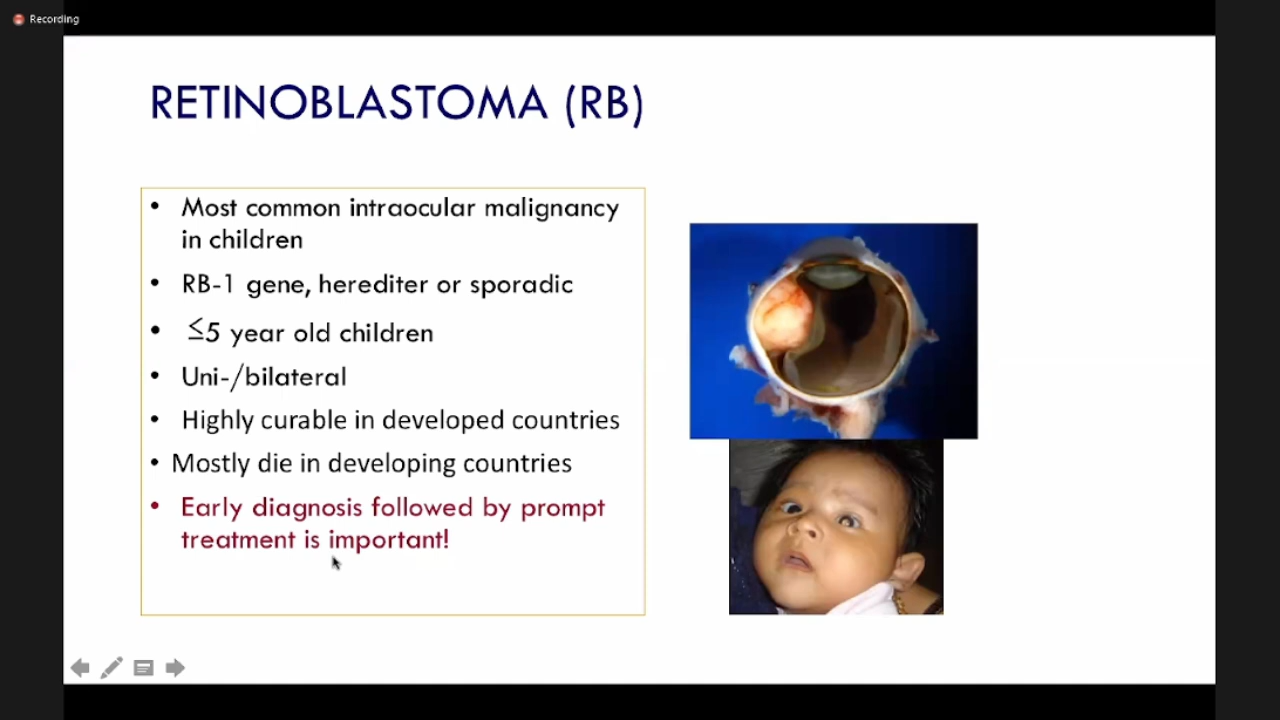 Recording
RETINOBLASTOMA (RB)
• Most common intraocular malignancy
in children
• RB-1 gene, herediter or sporadic
• ≤5 year old children
• Uni-/bilateral
• Highly curable in developed countries
• Mostly die in developing countries
• Early diagnosis followed by prompt
treatment is important!